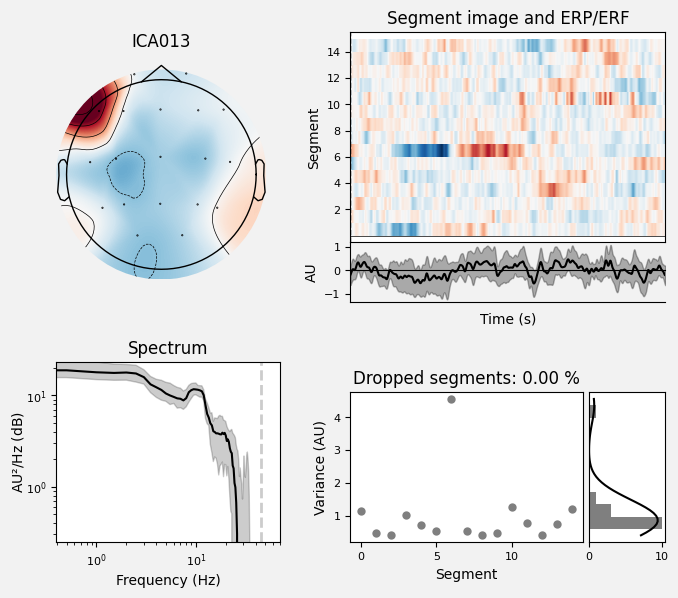 ICA013
Segment image and ERP/ERF
Segment
14
12
10
8
6
4
2
AU
1
0
−1
Time (s)
Spectrum
AU²/Hz (dB)
10¹
10⁰
10⁰ 10¹
Frequency (Hz)
Dropped segments: 0.00 %
Variance (AU)
4
3
2
1
0 5 10
0 10
Segment